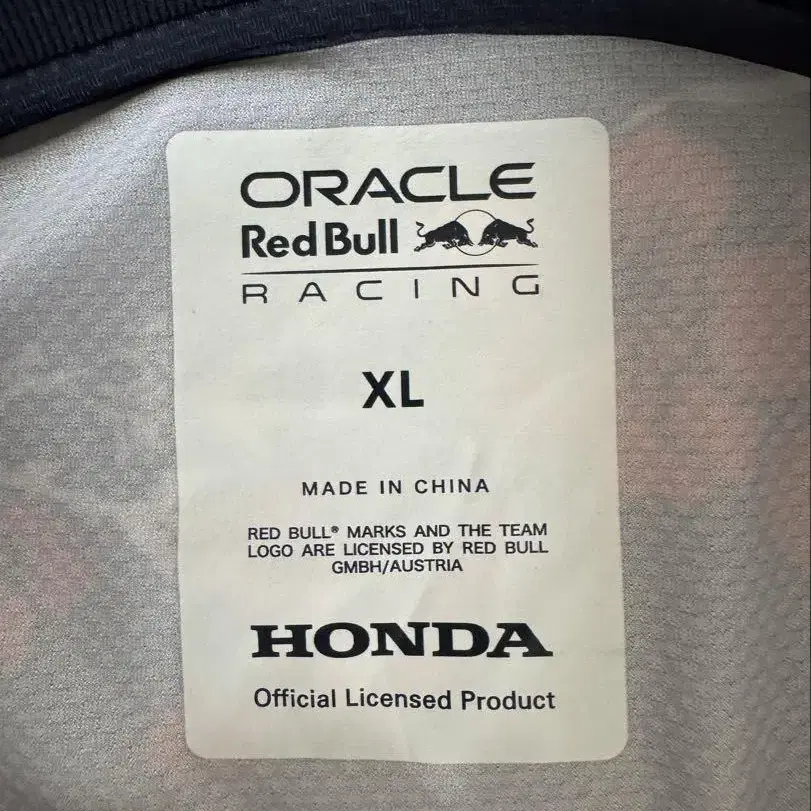 ORACLE
Red Bull
RACING
XL
MADE IN CHINA
RED BULL® MARKS AND THE TEAM
LOGO ARE LICENSED BY RED BULL
GMBH/AUSTRIA
HONDA
Official Licensed Product